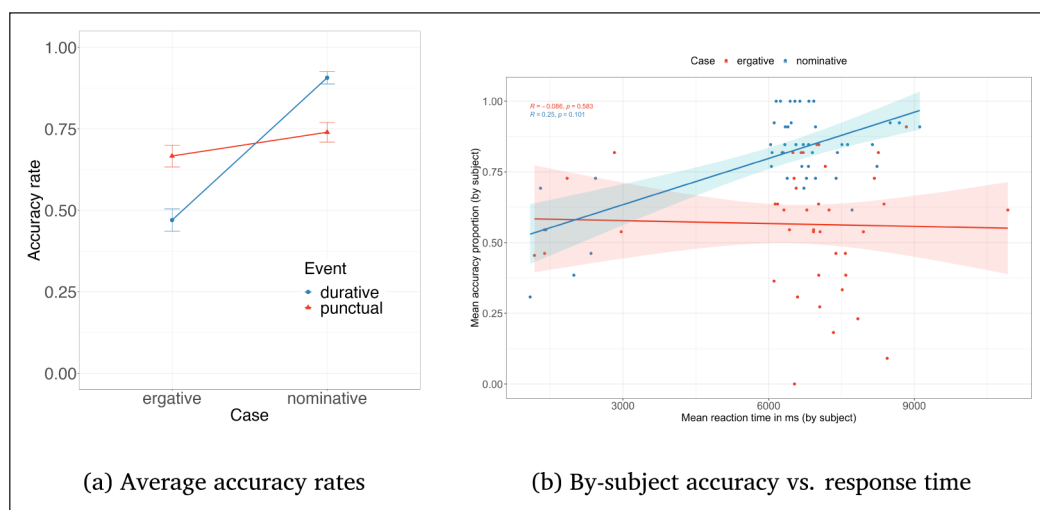 1.00
0.75
0.50
0.25
0.00
Accuracy rate
Event
durative
punctual
ergative nominative
Case
(a) Average accuracy rates
Case ergative nominative
R = −0.086, p = 0.583
R = 0.25, p = 0.101
1.00
0.75
0.50
0.25
0.00
Mean accuracy proportion (by subject)
3000 6000 9000
Mean reaction time in ms (by subject)
(b) By-subject accuracy vs. response time